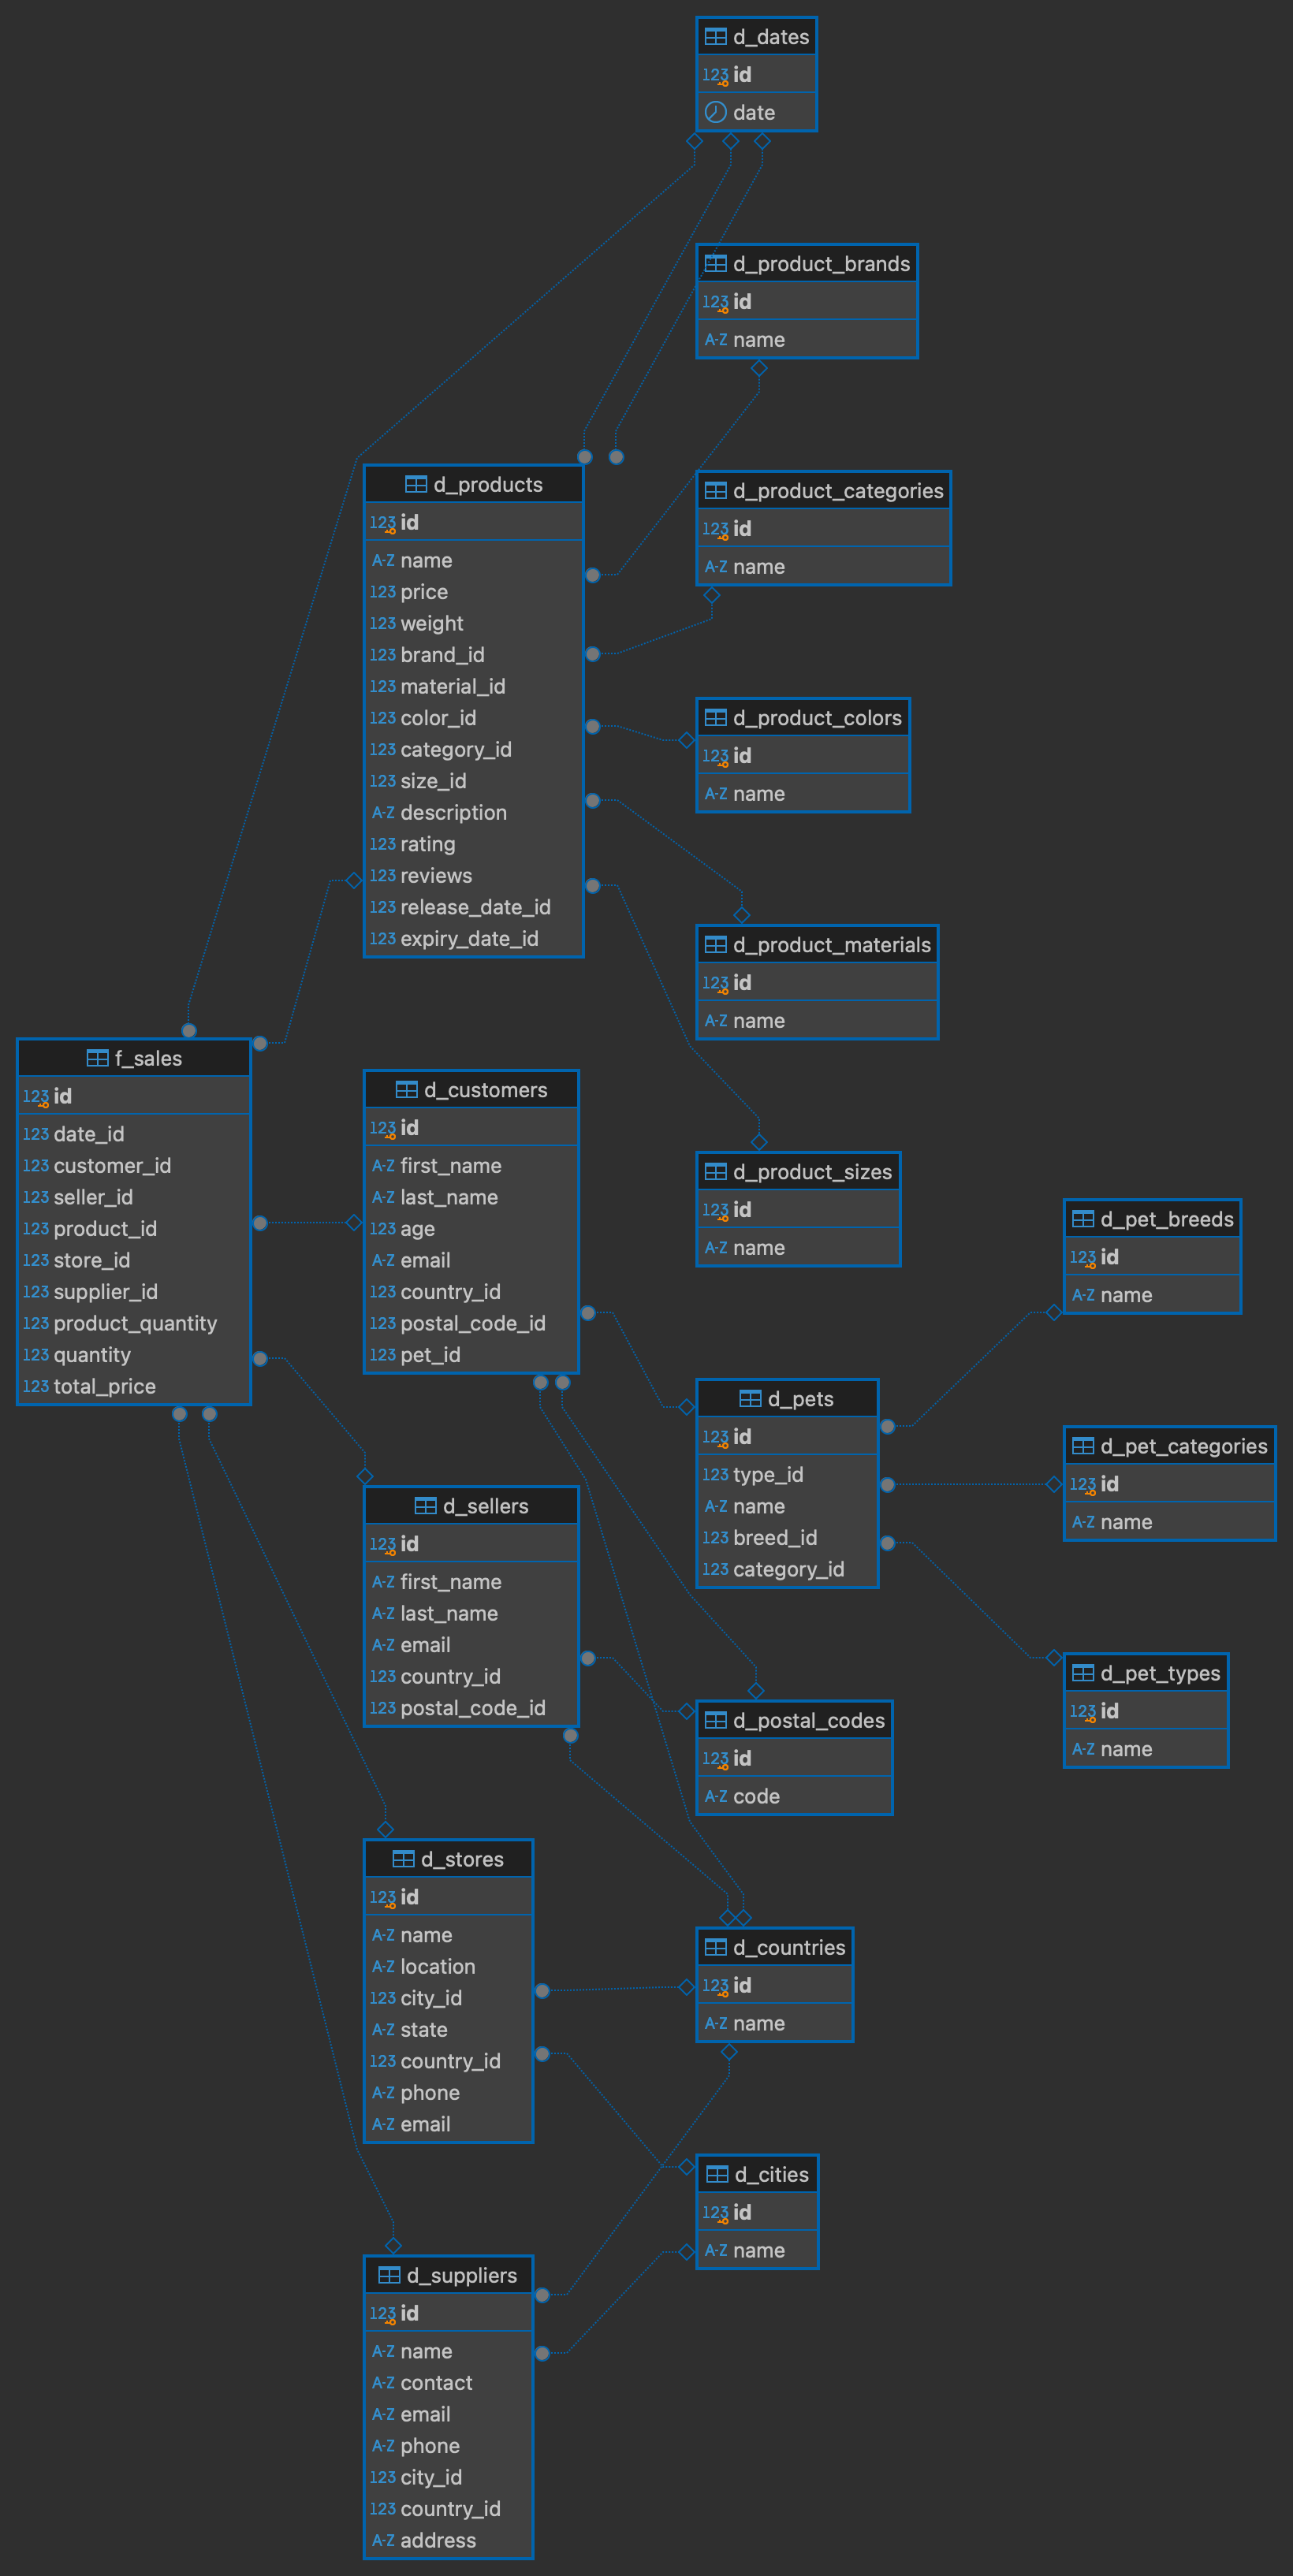 d_dates
123 id
date
d_product_brands
123 id
A-Z name
d_products
123 id
A-Z name
123 price
123 weight
123 brand_id
123 material_id
123 color_id
123 category_id
123 size_id
A-Z description
123 rating
123 reviews
123 release_date_id
123 expiry_date_id
d_product_categories
123 id
A-Z name
d_product_colors
123 id
A-Z name
d_product_materials
123 id
A-Z name
f_sales
123 id
123 date_id
123 customer_id
123 seller_id
123 product_id
123 store_id
123 supplier_id
123 product_quantity
123 quantity
123 total_price
d_customers
123 id
A-Z first_name
A-Z last_name
123 age
A-Z email
123 country_id
123 postal_code_id
123 pet_id
d_product_sizes
123 id
A-Z name
d_pet_breeds
123 id
A-Z name
d_pets
123 id
123 type_id
A-Z name
123 breed_id
123 category_id
d_pet_categories
123 id
A-Z name
d_sellers
123 id
A-Z first_name
A-Z last_name
A-Z email
123 country_id
123 postal_code_id
d_pet_types
123 id
A-Z name
d_postal_codes
123 id
A-Z code
d_stores
123 id
A-Z name
A-Z location
123 city_id
A-Z state
123 country_id
A-Z phone
A-Z email
d_countries
123 id
A-Z name
d_cities
123 id
A-Z name
d_suppliers
123 id
A-Z name
A-Z contact
A-Z email
A-Z phone
123 city_id
123 country_id
A-Z address